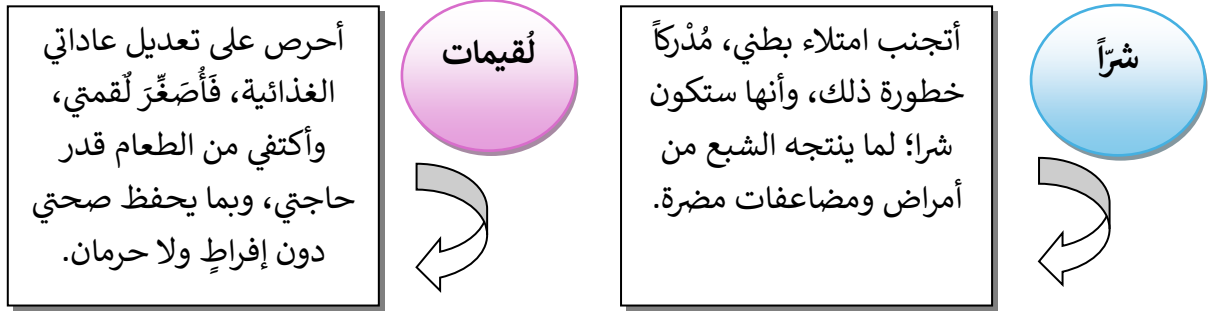 شرّاً
أتجنب امتلاء بطني، مُدْركاً
خطورة ذلك، وأنها ستكون
شرا؛ لما ينتجه الشبع من
أمراض ومضاعفات مضرة.
لُقيمات
أحرص على تعديل عاداتي
الغذائية، فَأُصَغِّرَ لُقمتي،
وأكتفي من الطعام قدر
حاجتي، وبما يحفظ صحتي
دون إفراطٍ ولا حرمان.